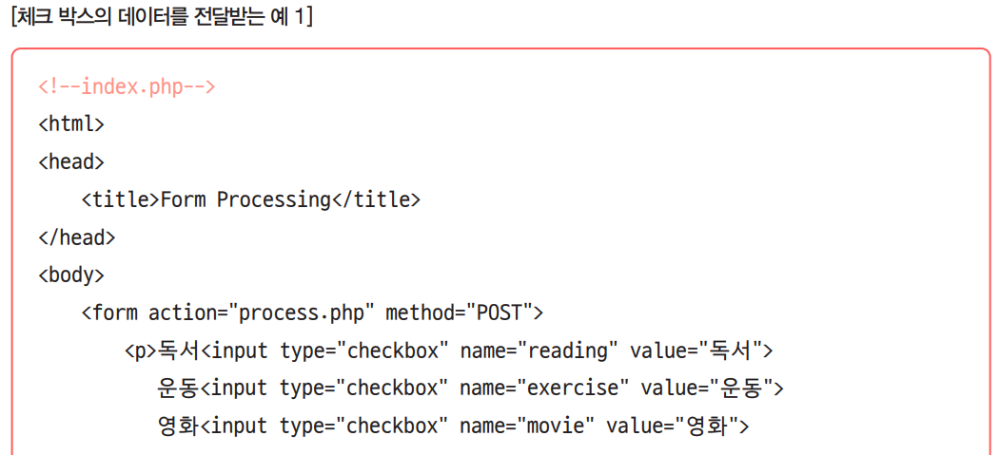 [체크 박스의 데이터를 전달받는 예 1]
<!--index.php-->
<html>
<head>
    <title>Form Processing</title>
</head>
<body>
    <form action="process.php" method="POST">
        <p>독서<input type="checkbox" name="reading" value="독서">
           운동<input type="checkbox" name="exercise" value="운동">
           영화<input type="checkbox" name="movie" value="영화">